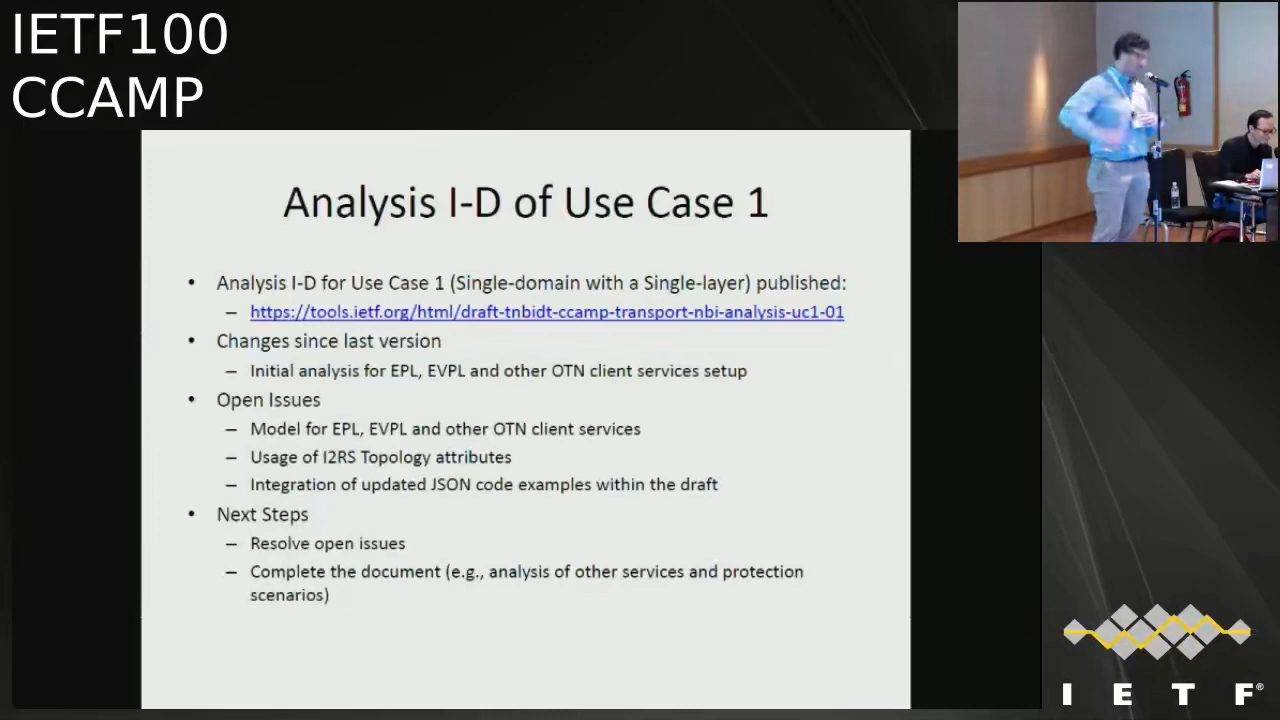 IETF100
CCAMP
Analysis I-D of Use Case 1
• Analysis I-D for Use Case 1 (Single-domain with a Single-layer) published:
– https://tools.ietf.org/html/draft-tnbidt-ccamp-transport-nbi-analysis-uc1-01
• Changes since last version
– Initial analysis for EPL, EVPL and other OTN client services setup
• Open Issues
– Model for EPL, EVPL and other OTN client services
– Usage of I2RS Topology attributes
– Integration of updated JSON code examples within the draft
• Next Steps
– Resolve open issues
– Complete the document (e.g., analysis of other services and protection
scenarios)
I E T F®